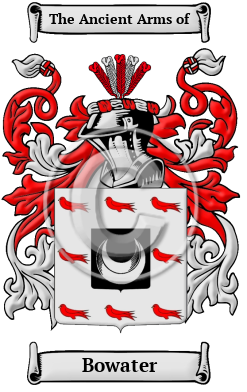 The Ancient Arms of
Bowater